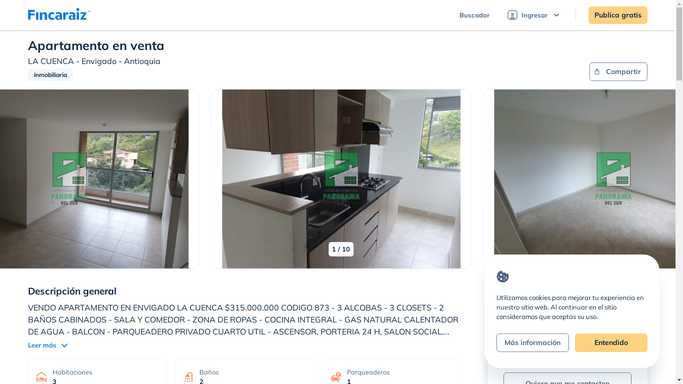 Fincaraiz
Buscador
Ingresar
Publica gratis
Apartamento en venta
LA CUENCA - Envigado - Antioquia
Inmobiliaria
Compartir
PANORAMA
DEL SUR
PANORAMA
PANORAMA
DEL SUR
1 / 10
Descripción general
VENDO APARTAMENTO EN ENVIGADO LA CUENCA $315.000.000 CODIGO 873 - 3 ALCOBAS - 3 CLOSETS - 2
BAÑOS CABINADOS - SALA Y COMEDOR - ZONA DE ROPAS - COCINA INTEGRAL - GAS NATURAL CALENTADOR
DE AGUA - BALCON - PARQUEADERO PRIVADO CUARTO UTIL - ASCENSOR, PORTERIA 24 H, SALON SOCIAL,...
Leer más
Habitaciones
3
Baños
2
Parqueaderos
1
Utilizamos cookies para mejorar tu experiencia en
nuestro sitio web. Al continuar en el sitio
consideramos que aceptas su uso.
Más información
Entendido
Quiero que me contacten